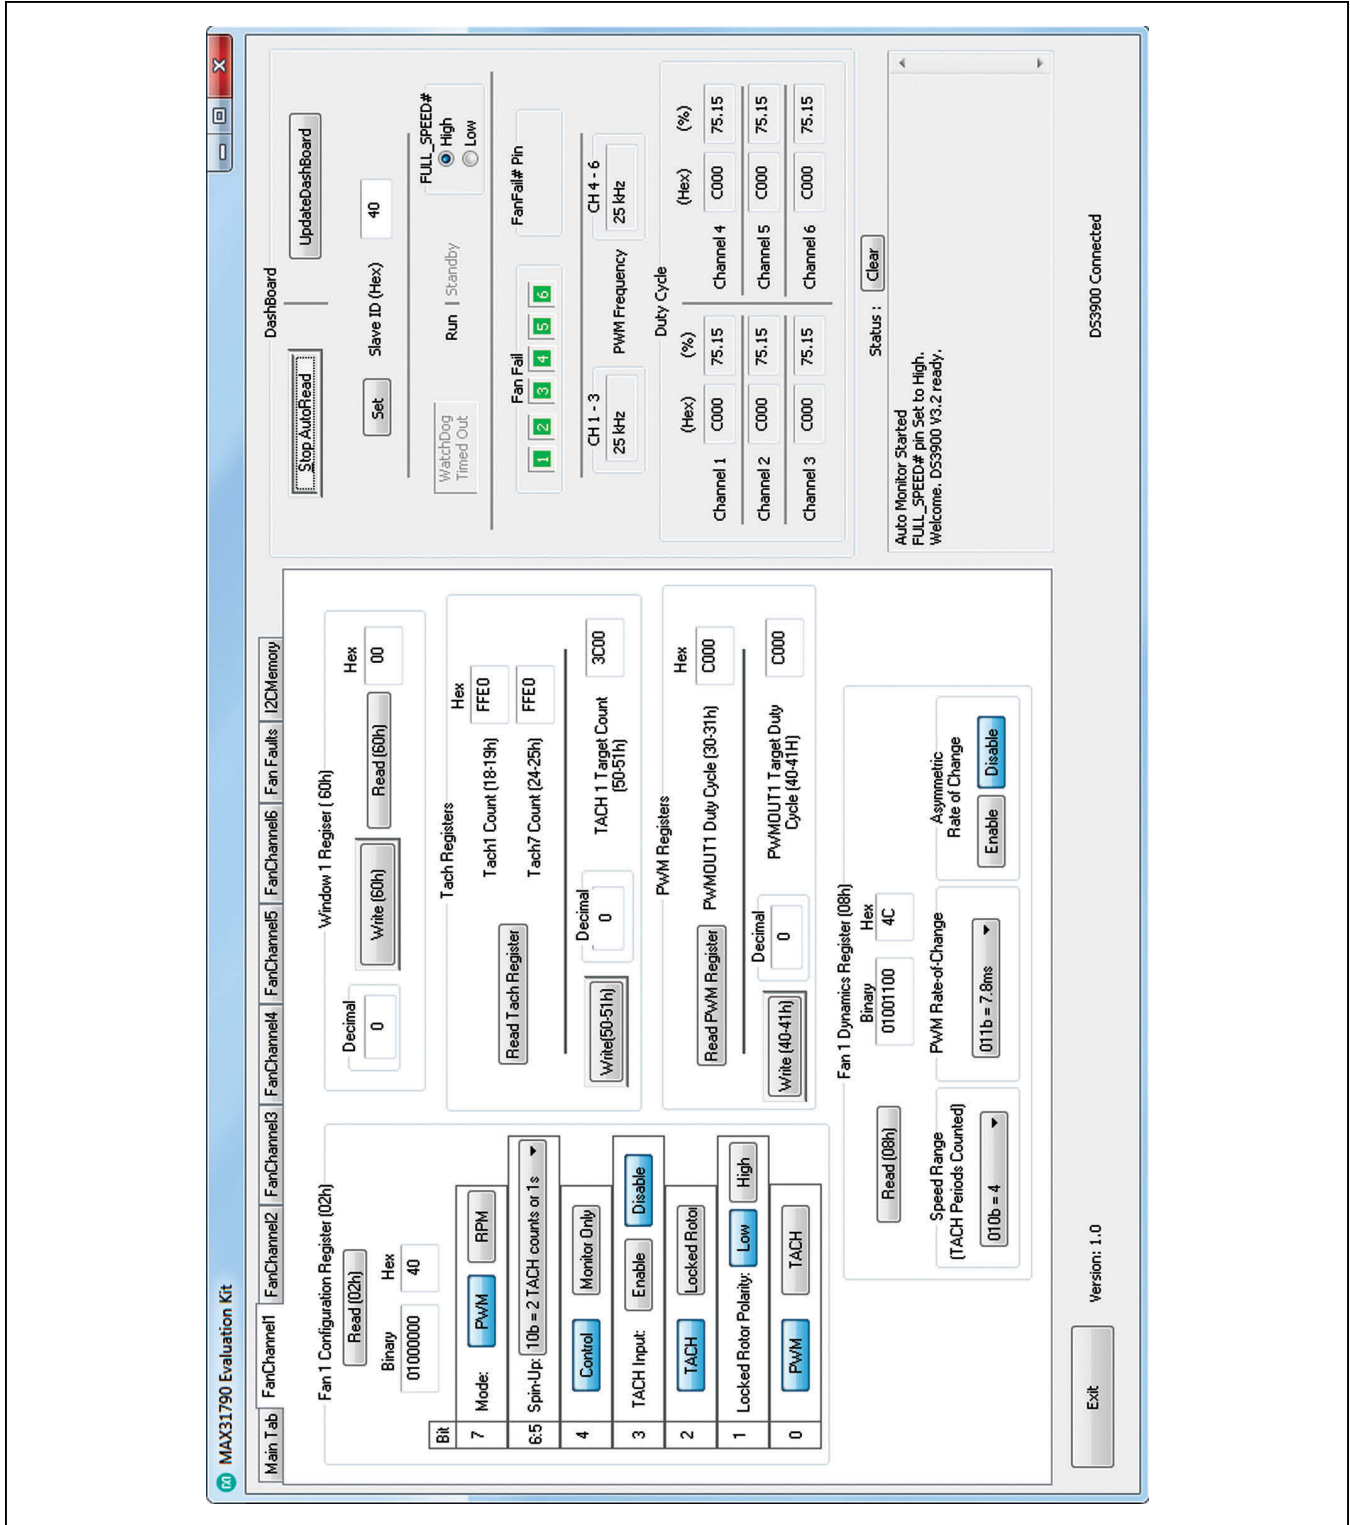 MAX31790 Evaluation Kit
Main Tab FanChannel1 FanChannel2 FanChannel3 FanChannel4 FanChannel5 FanChannel6 Fan Faults I2CMemory
Fan 1 Configuration Register (02h)
Read (02h)
Binary Hex
01000000 40
Bit
7 Mode: PWM RPM
6:5 Spin-Up: 10b = 2 TACH counts or 1s
4 Control Monitor Only
3 TACH Input: Enable Disable
2 TACH Locked Rotor
1 Locked Rotor Polarity: Low High
0 PWM TACH
Window 1 Regiser ( 60h)
Decimal Hex
0 Write (60h) Read (60h) 00
Tach Registers
Hex
Read Tach Register Tach1 Count (18-19h) FFE0
Tach7 Count (24-25h) FFE0
Decimal
Write(50-51h) 0 TACH 1 Target Count
(50-51h) 3C00
PWM Registers
Hex
Read PWM Register PWMOUT1 Duty Cycle (30-31h) C000
Decimal
Write (40-41h) 0 PWMOUT1 Target Duty
Cycle (40-41H) C000
Fan 1 Dynamics Register (08h)
Binary Hex
Read (08h) 01001100 4C
Speed Range
(TACH Periods Counted)
010b = 4
PWM Rate-of-Change
011b = 7.8ms
Asymmetric
Rate of Change
Enable Disable
DashBoard
Stop AutoRead UpdateDashBoard
Set Slave ID (Hex) 40
WatchDog
Timed Out
Run Standby
FULL_SPEED#
High
Low
Fan Fail
1 2 3 4 5 6
FanFail# Pin
CH 1 - 3
25 kHz
PWM Frequency
CH 4 - 6
25 kHz
Duty Cycle
(Hex) (%) (Hex) (%)
Channel 1 C000 75.15 Channel 4 C000 75.15
Channel 2 C000 75.15 Channel 5 C000 75.15
Channel 3 C000 75.15 Channel 6 C000 75.15
Status : Clear
Auto Monitor Started
FULL_SPEED# pin Set to High.
Welcome. DS3900 V3.2 ready.
Exit Version: 1.0 DS3900 Connected